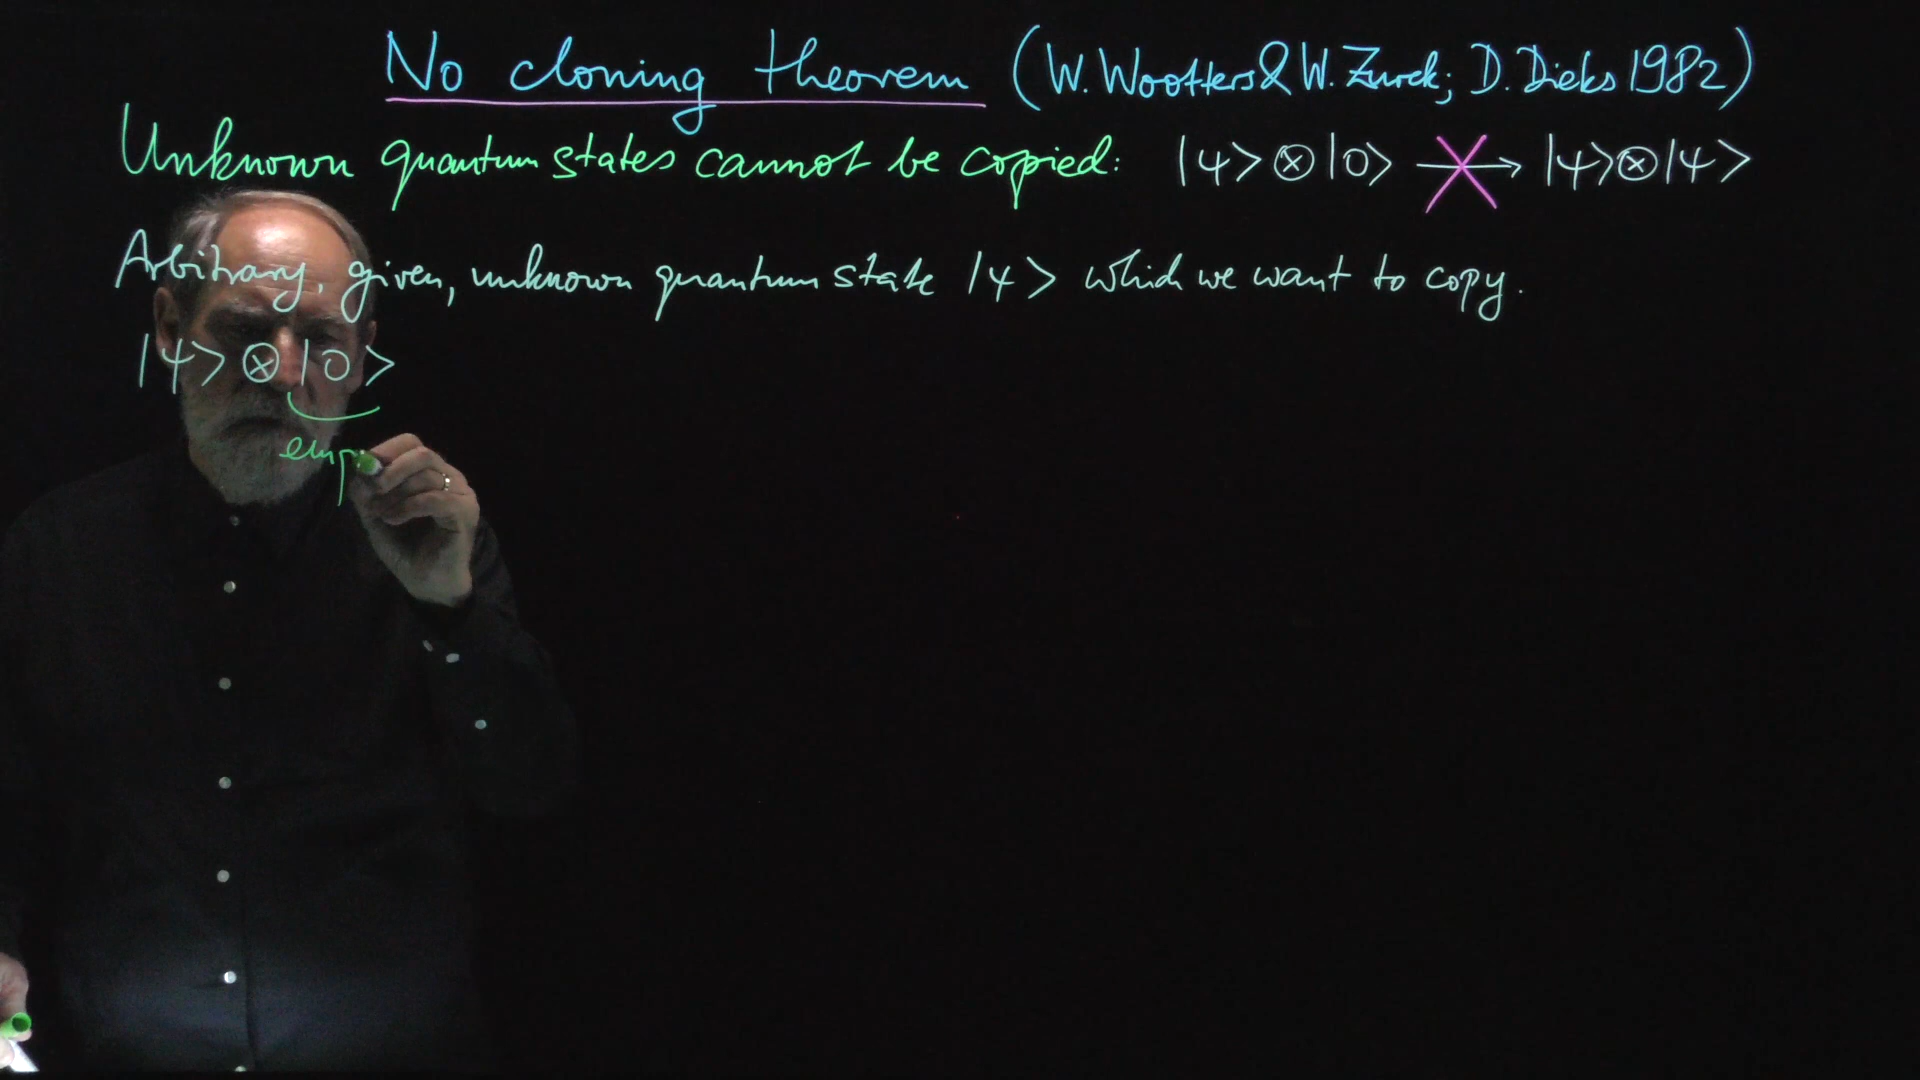 No cloning theorem (W. Wootters & W. Zurek; D. Dieks 1982)
Unknown quantum states cannot be copied: |ψ> ⊗ |0> → |ψ> ⊗ |ψ>
Arbitrary, given, unknown quantum state |ψ> which we want to copy.
|ψ> ⊗ |0>
emp